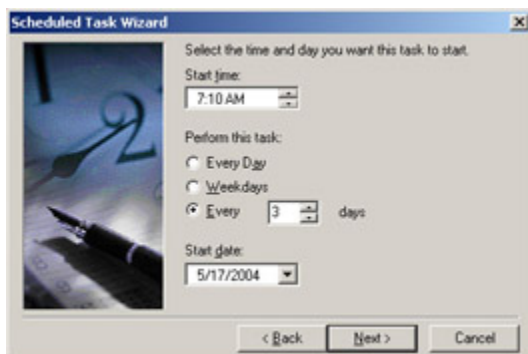 Scheduled Task Wizard
Select the time and day you want this task to start.
Start time:
7:10 AM
Perform this task:
Every Day
Weekdays
Every 3 days
Start date:
5/17/2004
< Back Next > Cancel
2